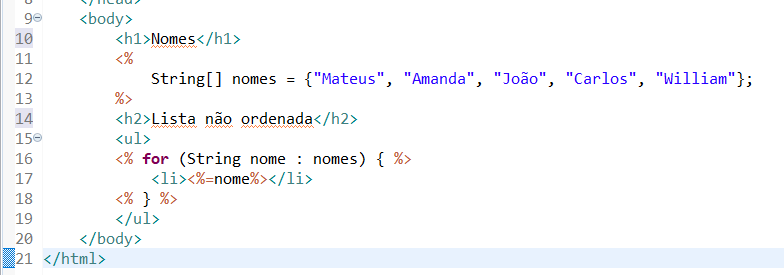 8 </head>
9 <body>
10 <h1>Nomes</h1>
11 <%
12 String[] nomes = {"Mateus", "Amanda", "João", "Carlos", "William"};
13 %>
14 <h2>Lista não ordenada</h2>
15 <ul>
16 <% for (String nome : nomes) { %>
17 <li><%=nome%></li>
18 <% } %>
19 </ul>
20 </body>
21 </html>